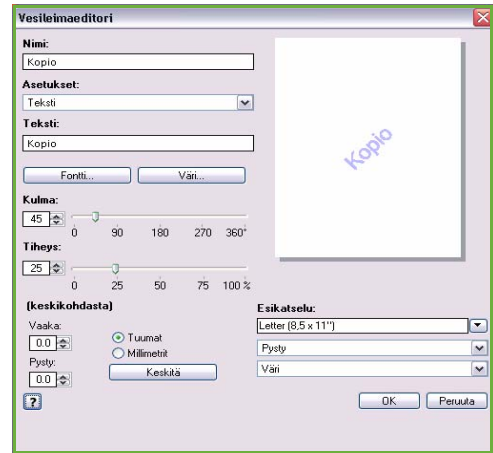 Vesileimaeditori
Nimi:
Kopio
Asetukset:
Teksti
Teksti:
Kopio
Fontti... Väri...
Kulma:
45
0 90 180 270 360°
Tiheys:
25
0 25 50 75 100 %
(keskikohdasta)
Vaaka:
0.0
Tuumat
Millimetrit
Pysty:
0.0
Keskitä
?
Kopio
Esikatselu:
Letter (8,5 x 11")
Pysty
Väri
OK Peruuta